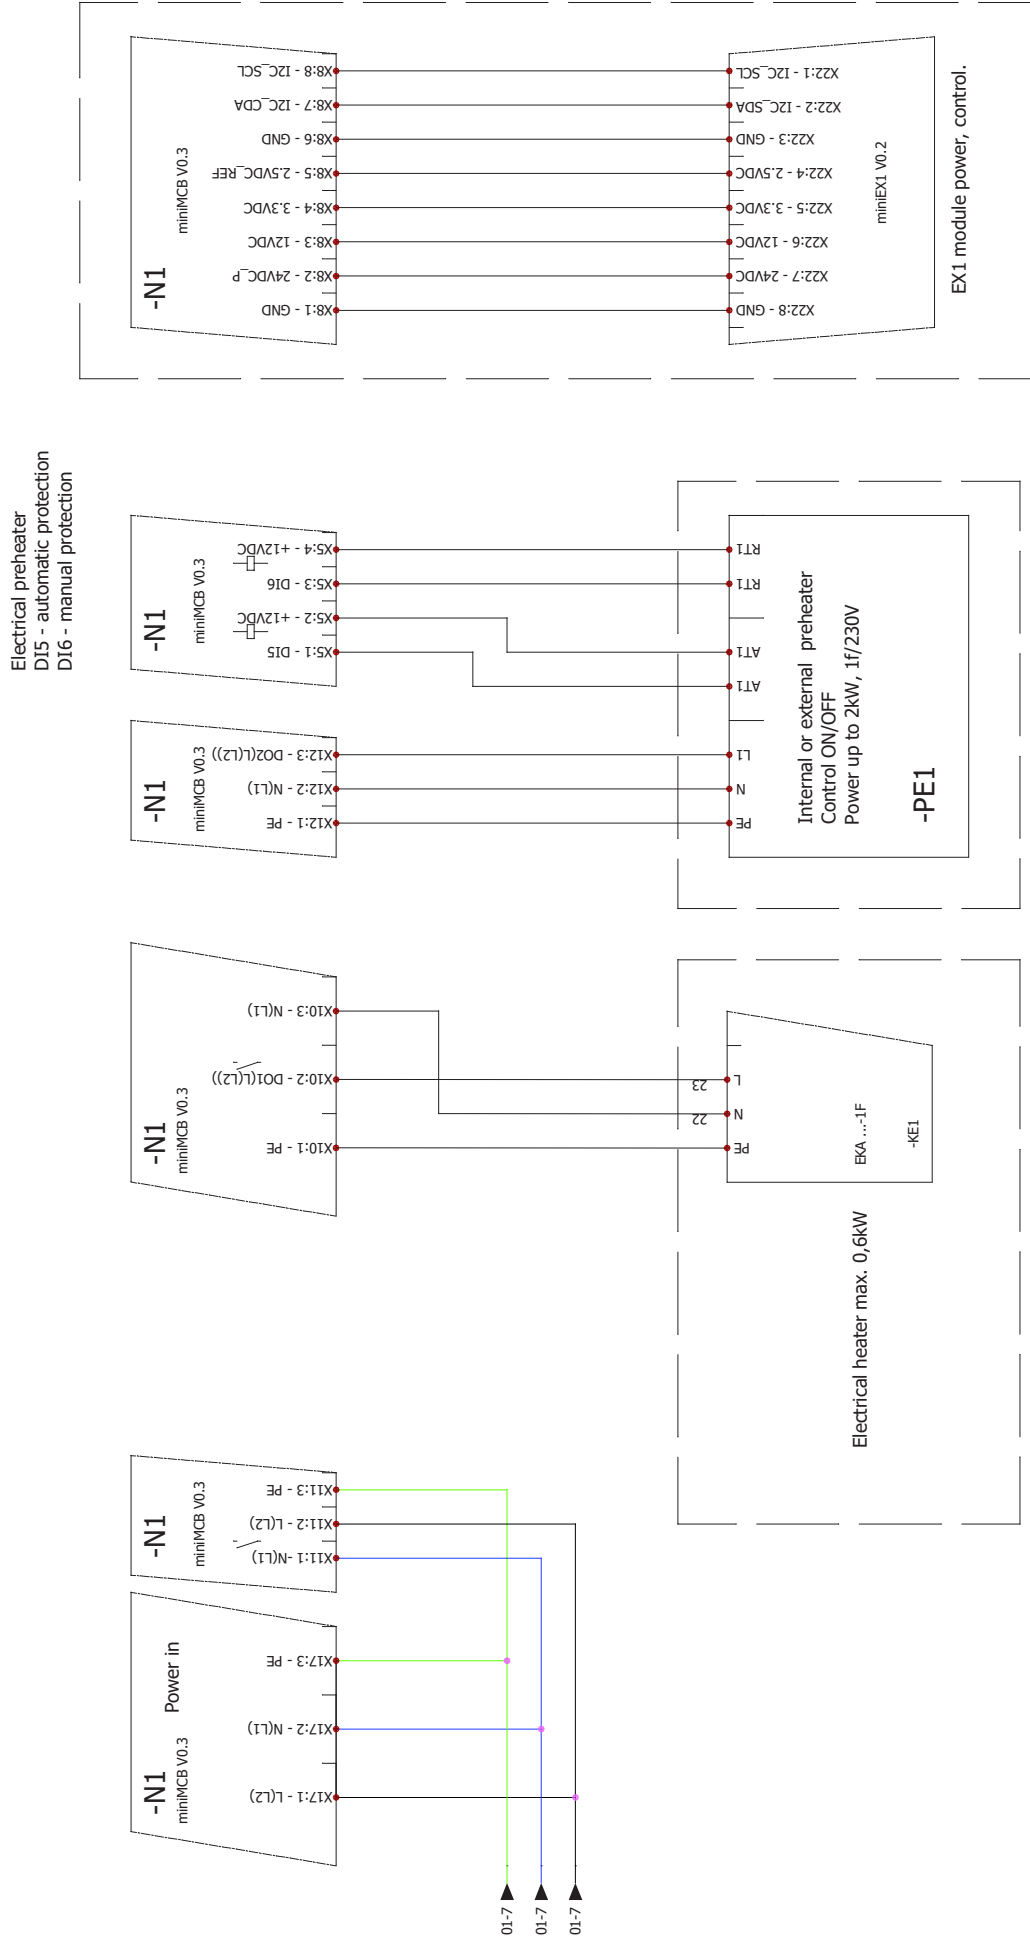 -N1
miniMCB V0.3
Power in
X17:1 - L(L2)
X17:2 - N(L1)
X17:3 - PE
01-7
01-7
01-7
-N1
miniMCB V0.3
X11:1 -N(L1)
X11:2 - L(L2)
X11:3 - PE
-N1
miniMCB V0.3
X10:1 - PE
X10:2 - DO1(L(L2))
X10:3 - N(L1)
22
23
PE
N
L
EKA ...-1F
-KE1
Electrical heater max. 0,6kW
Electrical preheater
DI5 - automatic protection
DI6 - manual protection
-N1
miniMCB V0.3
X12:1 - PE
X12:2 - N(L1)
X12:3 - DO2(L(L2))
-N1
miniMCB V0.3
X5:1 - DI5
X5:2 - +12VDC
X5:3 - DI6
X5:4 - +12VDC
PE
N
L1
AT1
AT1
RT1
RT1
Internal or external preheater
Control ON/OFF
Power up to 2kW, 1f/230V
-PE1
-N1
miniMCB V0.3
X8:1 - GND
X8:2 - 24VDC_P
X8:3 - 12VDC
X8:4 - 3.3VDC
X8:5 - 2.5VDC_REF
X8:6 - GND
X8:7 - I2C_CDA
X8:8 - I2C_SCL
X22:8 - GND
X22:7 - 24VDC
X22:6 - 12VDC
X22:5 - 3.3VDC
X22:4 - 2.5VDC
X22:3 - GND
X22:2 - I2C_SDA
X22:1 - I2C_SCL
miniEX1 V0.2
EX1 module power, control.